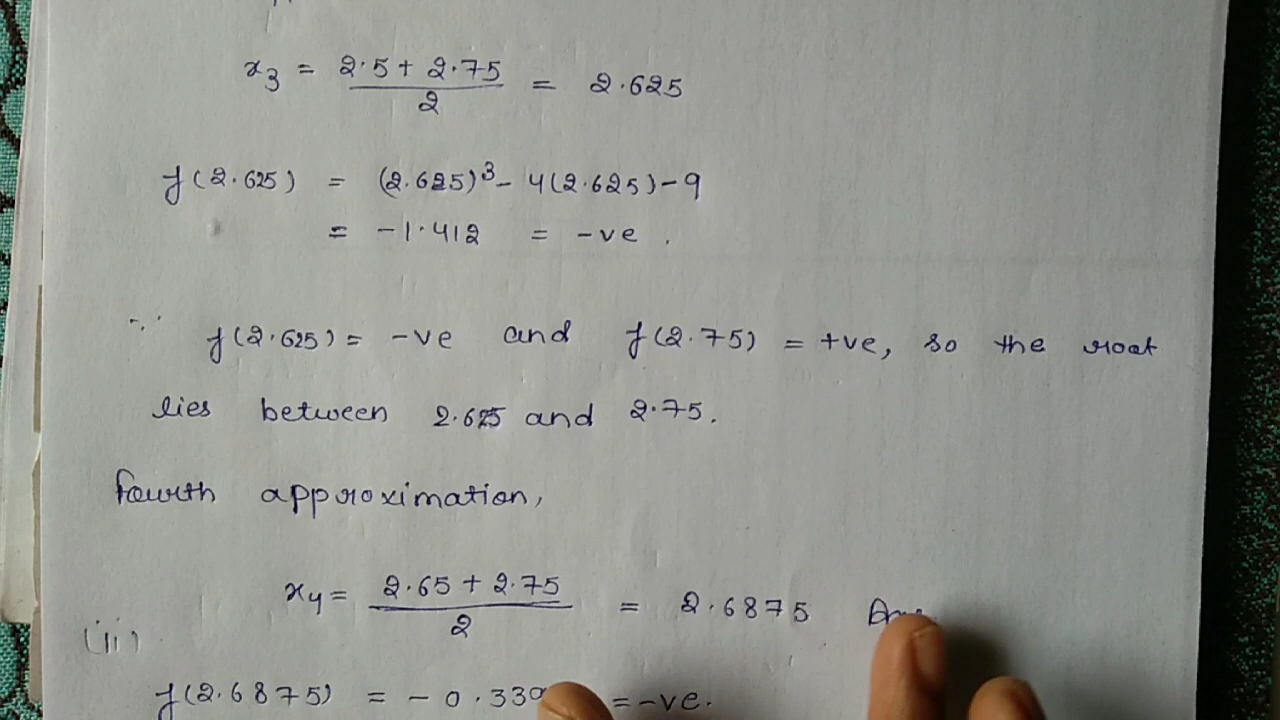 x₃ = (2.5 + 2.75)/2 = 2.625
f(2.625) = (2.625)³ - 4(2.625) - 9
= -1.412 = -ve.
∵ f(2.625) = -ve and f(2.75) = +ve, so the root
lies between 2.625 and 2.75.
fourth approximation,
x₄ = (2.65 + 2.75)/2 = 2.6875
(ii)
f(2.6875) = -0.339 = -ve.